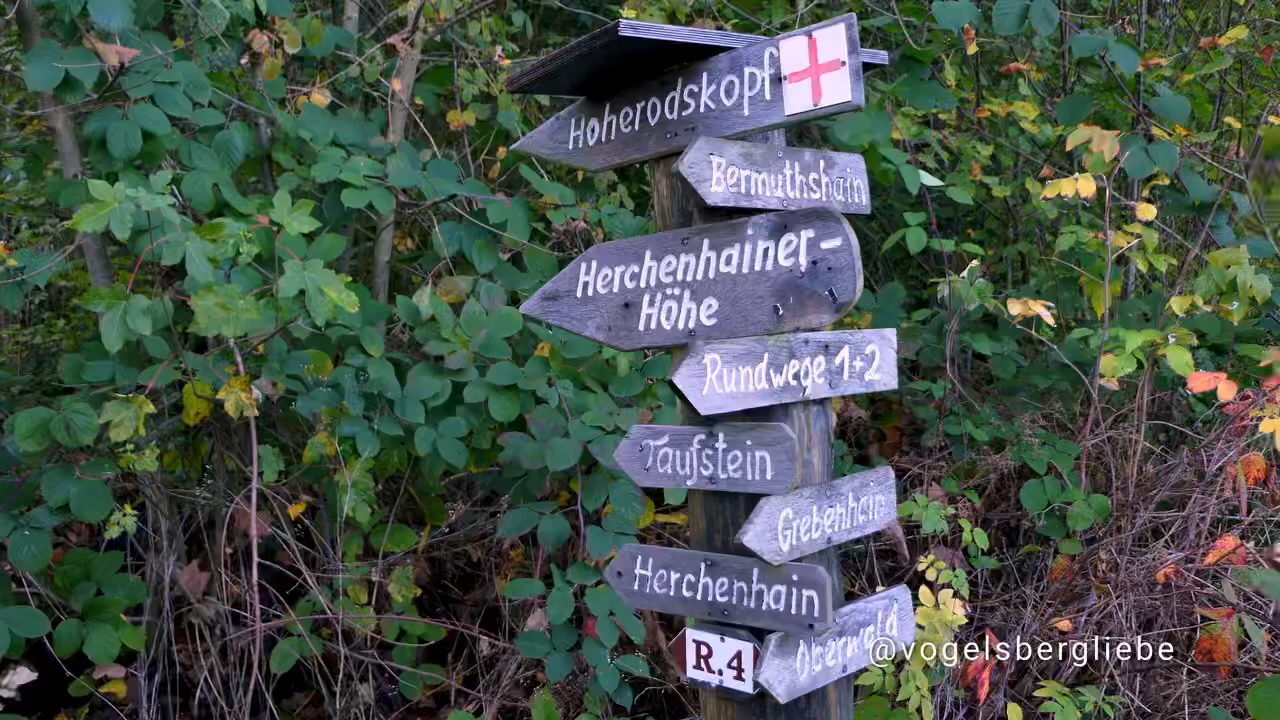 Hoherodskopf
Bermuthshain
Herchenhainer-
Höhe
Rundwege 1+2
Taufstein
Grebenhain
Herchenhain
Oberwald
R.4
@vogelsbergliebe